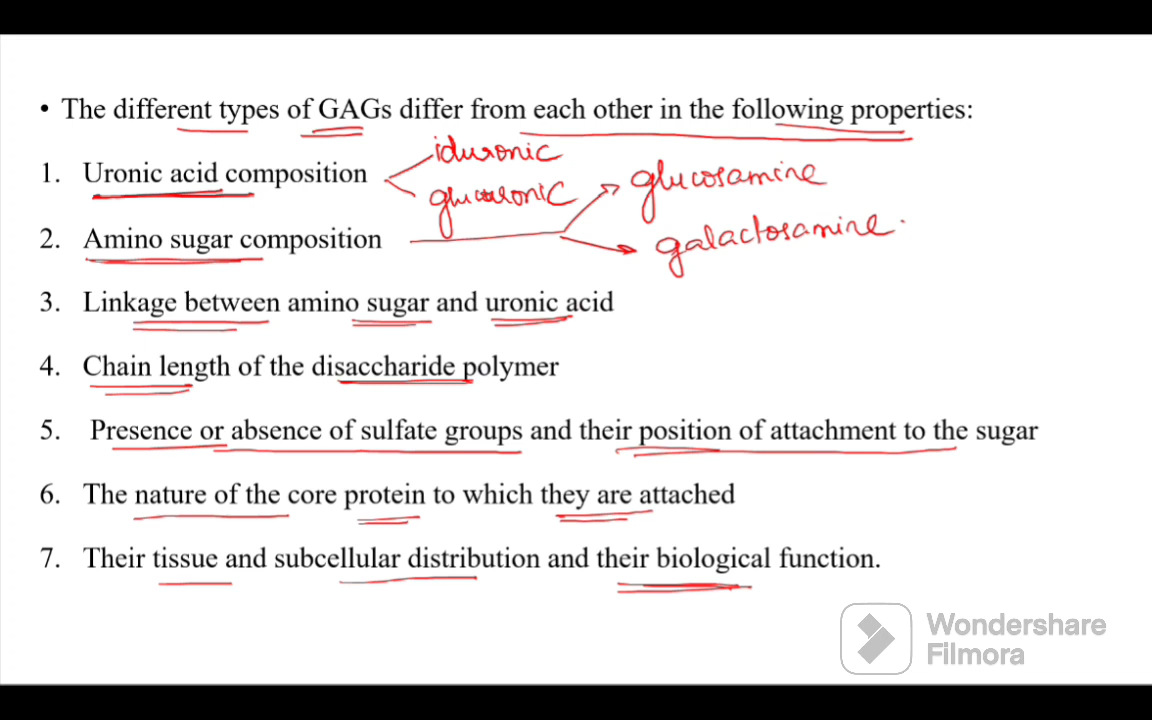 • The different types of GAGs differ from each other in the following properties:
iduronic
1. Uronic acid composition
glucuronic
glucosamine
2. Amino sugar composition
galactosamine
3. Linkage between amino sugar and uronic acid
4. Chain length of the disaccharide polymer
5. Presence or absence of sulfate groups and their position of attachment to the sugar
6. The nature of the core protein to which they are attached
7. Their tissue and subcellular distribution and their biological function.
Wondershare
Filmora